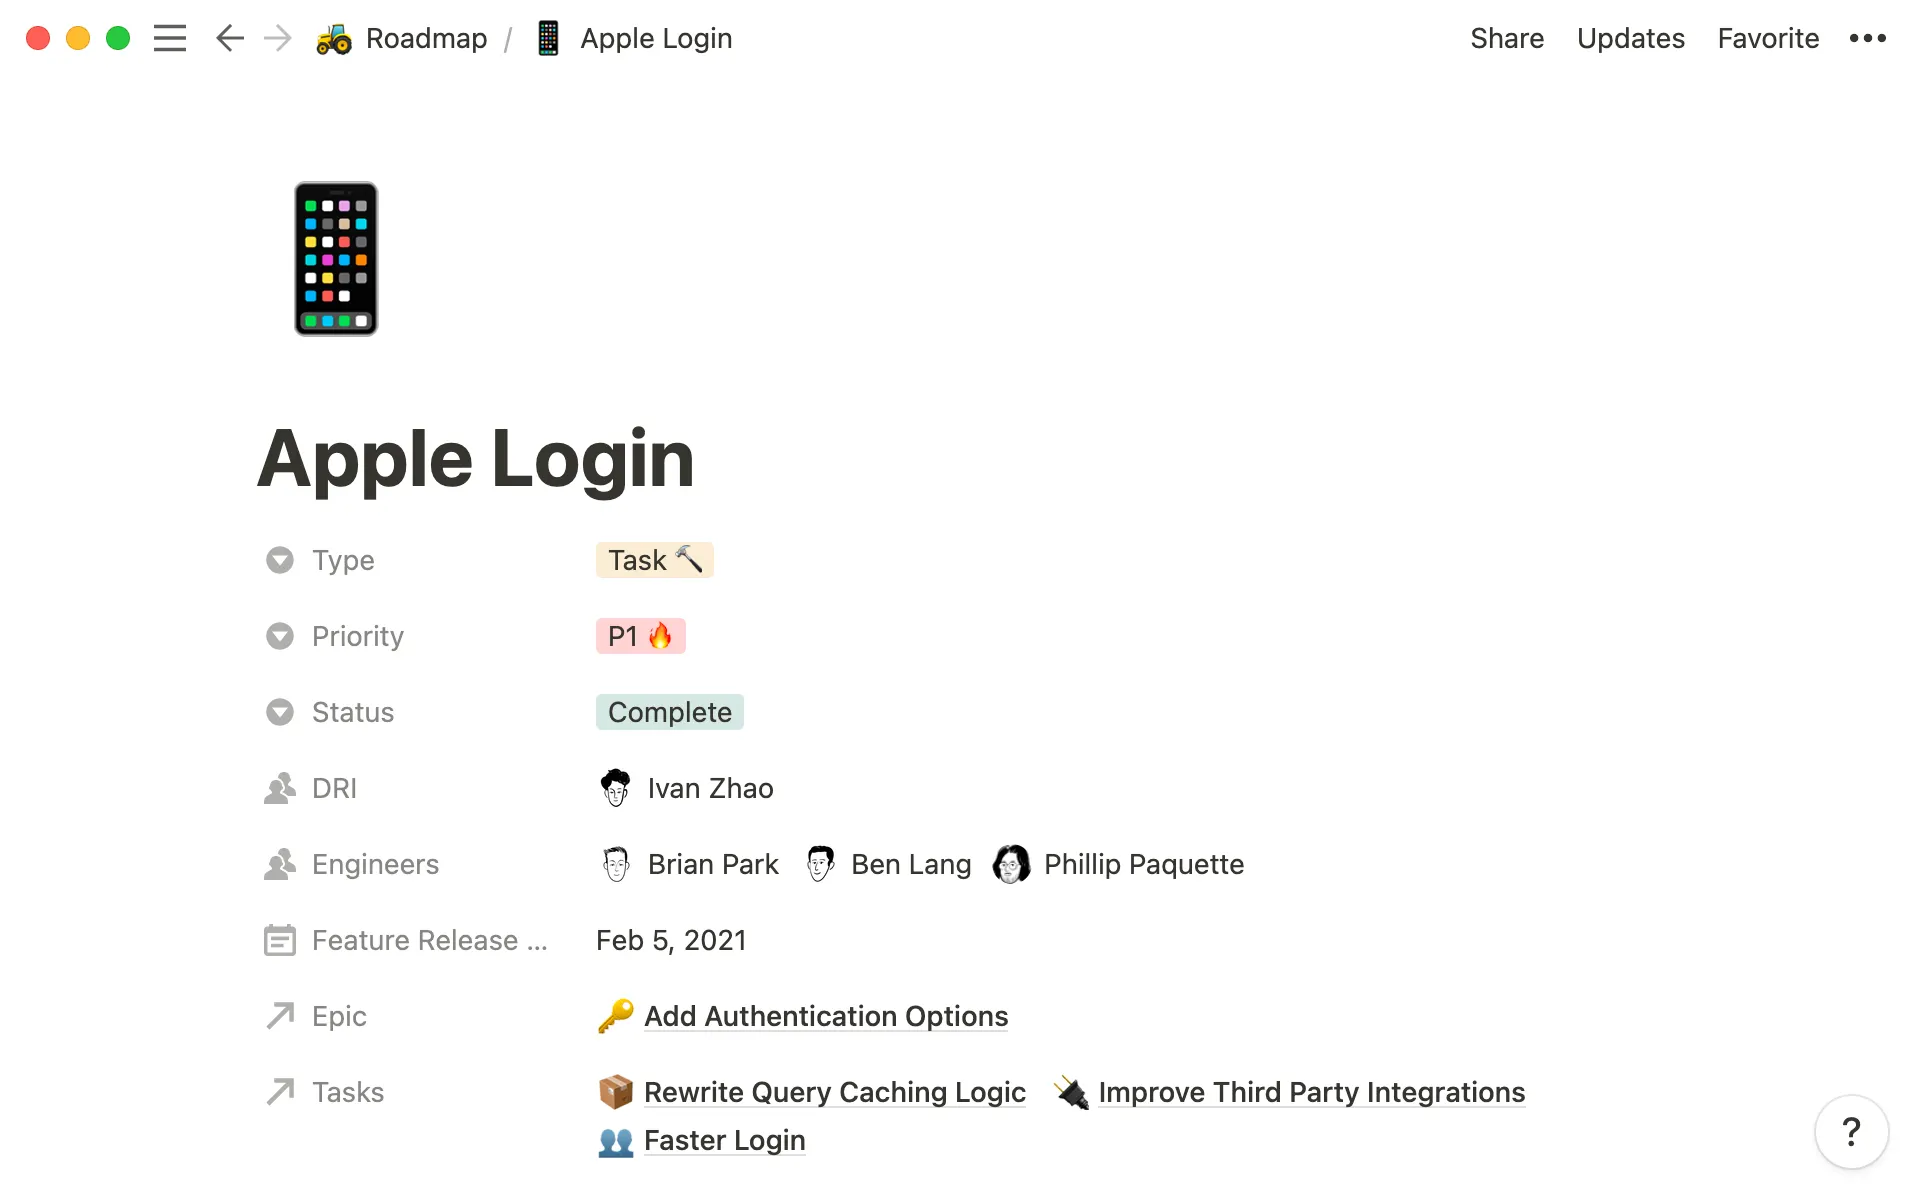 Roadmap / Apple Login Share Updates Favorite •••
Apple Login
Type Task
Priority P1
Status Complete
DRI Ivan Zhao
Engineers Brian Park Ben Lang Phillip Paquette
Feature Release ... Feb 5, 2021
Epic Add Authentication Options
Tasks Rewrite Query Caching Logic Improve Third Party Integrations
Faster Login
?